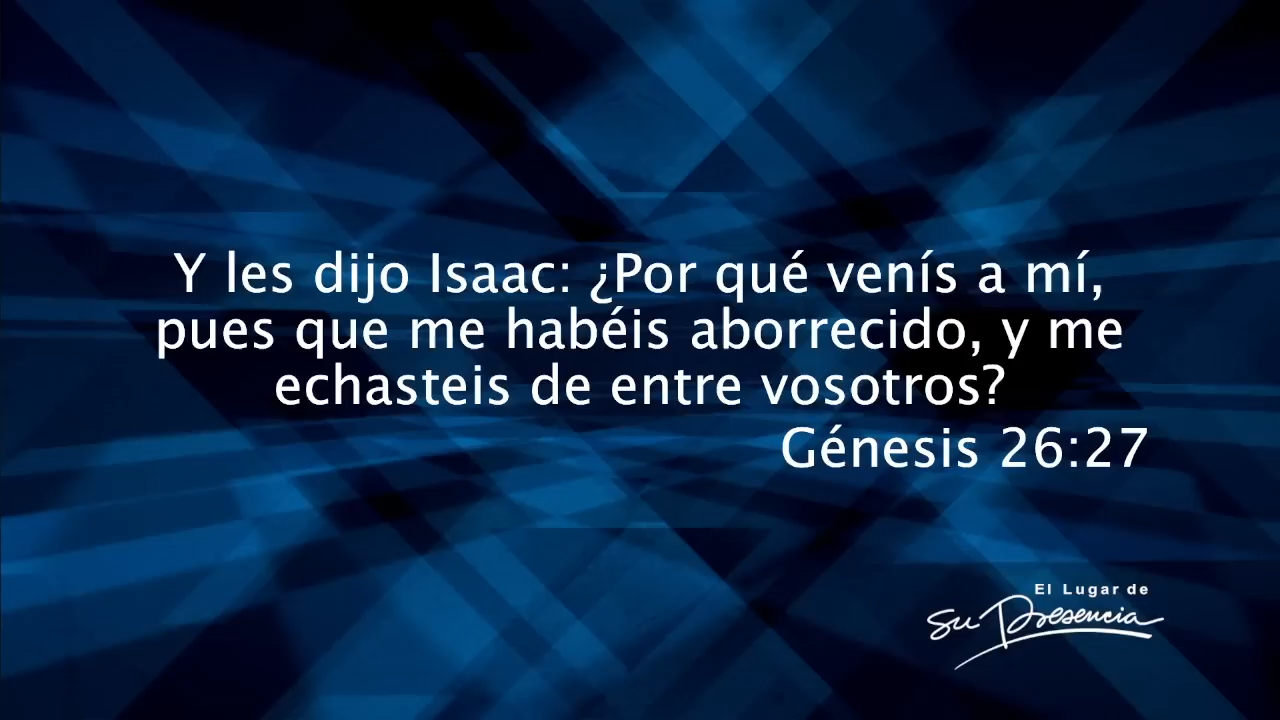 Y les dijo Isaac: ¿Por qué venís a mí,
pues que me habéis aborrecido, y me
echasteis de entre vosotros?
Génesis 26:27
El Lugar de
Su Presencia